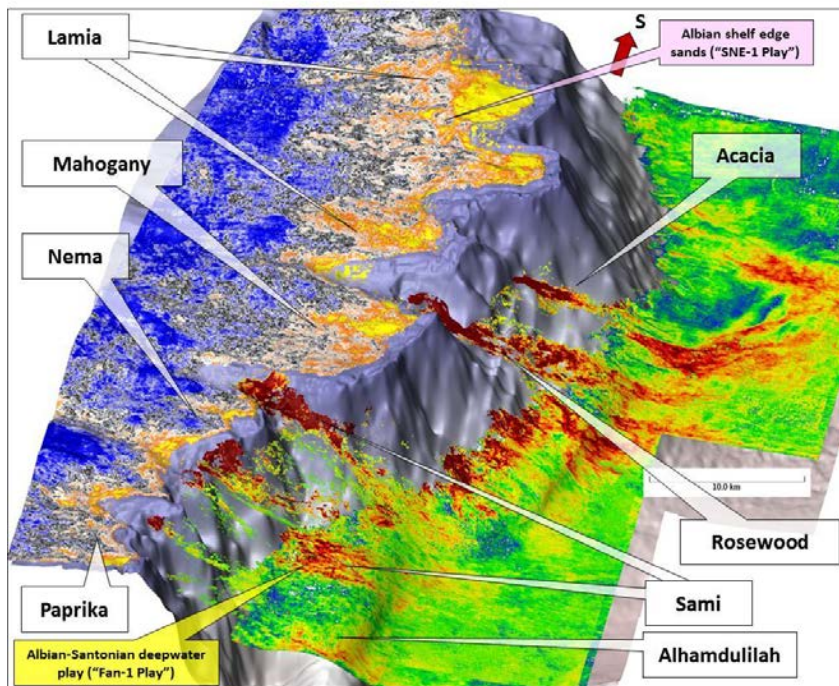 Lamia
S
Albian shelf edge
sands ("SNE-1 Play")
Mahogany
Acacia
Nema
10.0 km
Rosewood
Paprika
Sami
Albian-Santonian deepwater
play ("Fan-1 Play")
Alhamdulilah